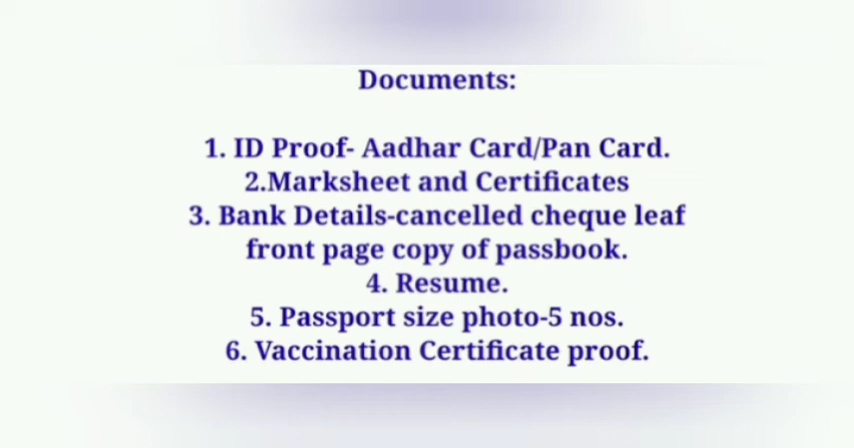 Documents:
1. ID Proof- Aadhar Card/Pan Card.
2.Marksheet and Certificates
3. Bank Details-cancelled cheque leaf
front page copy of passbook.
4. Resume.
5. Passport size photo-5 nos.
6. Vaccination Certificate proof.